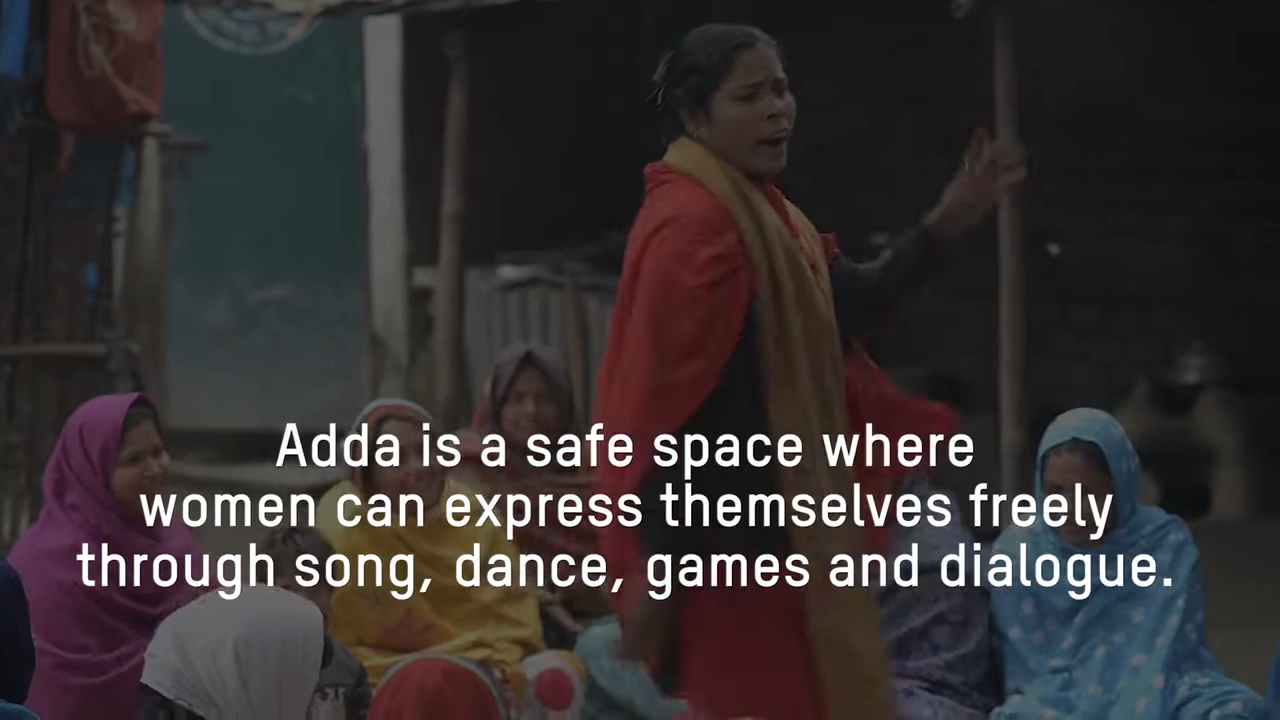 Adda is a safe space where
women can express themselves freely
through song, dance, games and dialogue.